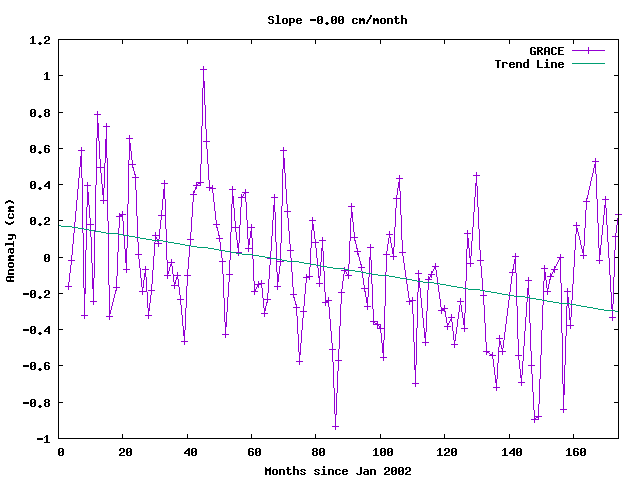 Slope -0.00 cm/month
GRACE
Trend Line
1.2
1
0.8
0.6
0.4
0.2
0
-0.2
-0.4
-0.6
-0.8
-1
Anomaly (cm)
0 20 40 60 80 100 120 140 160
Months since Jan 2002